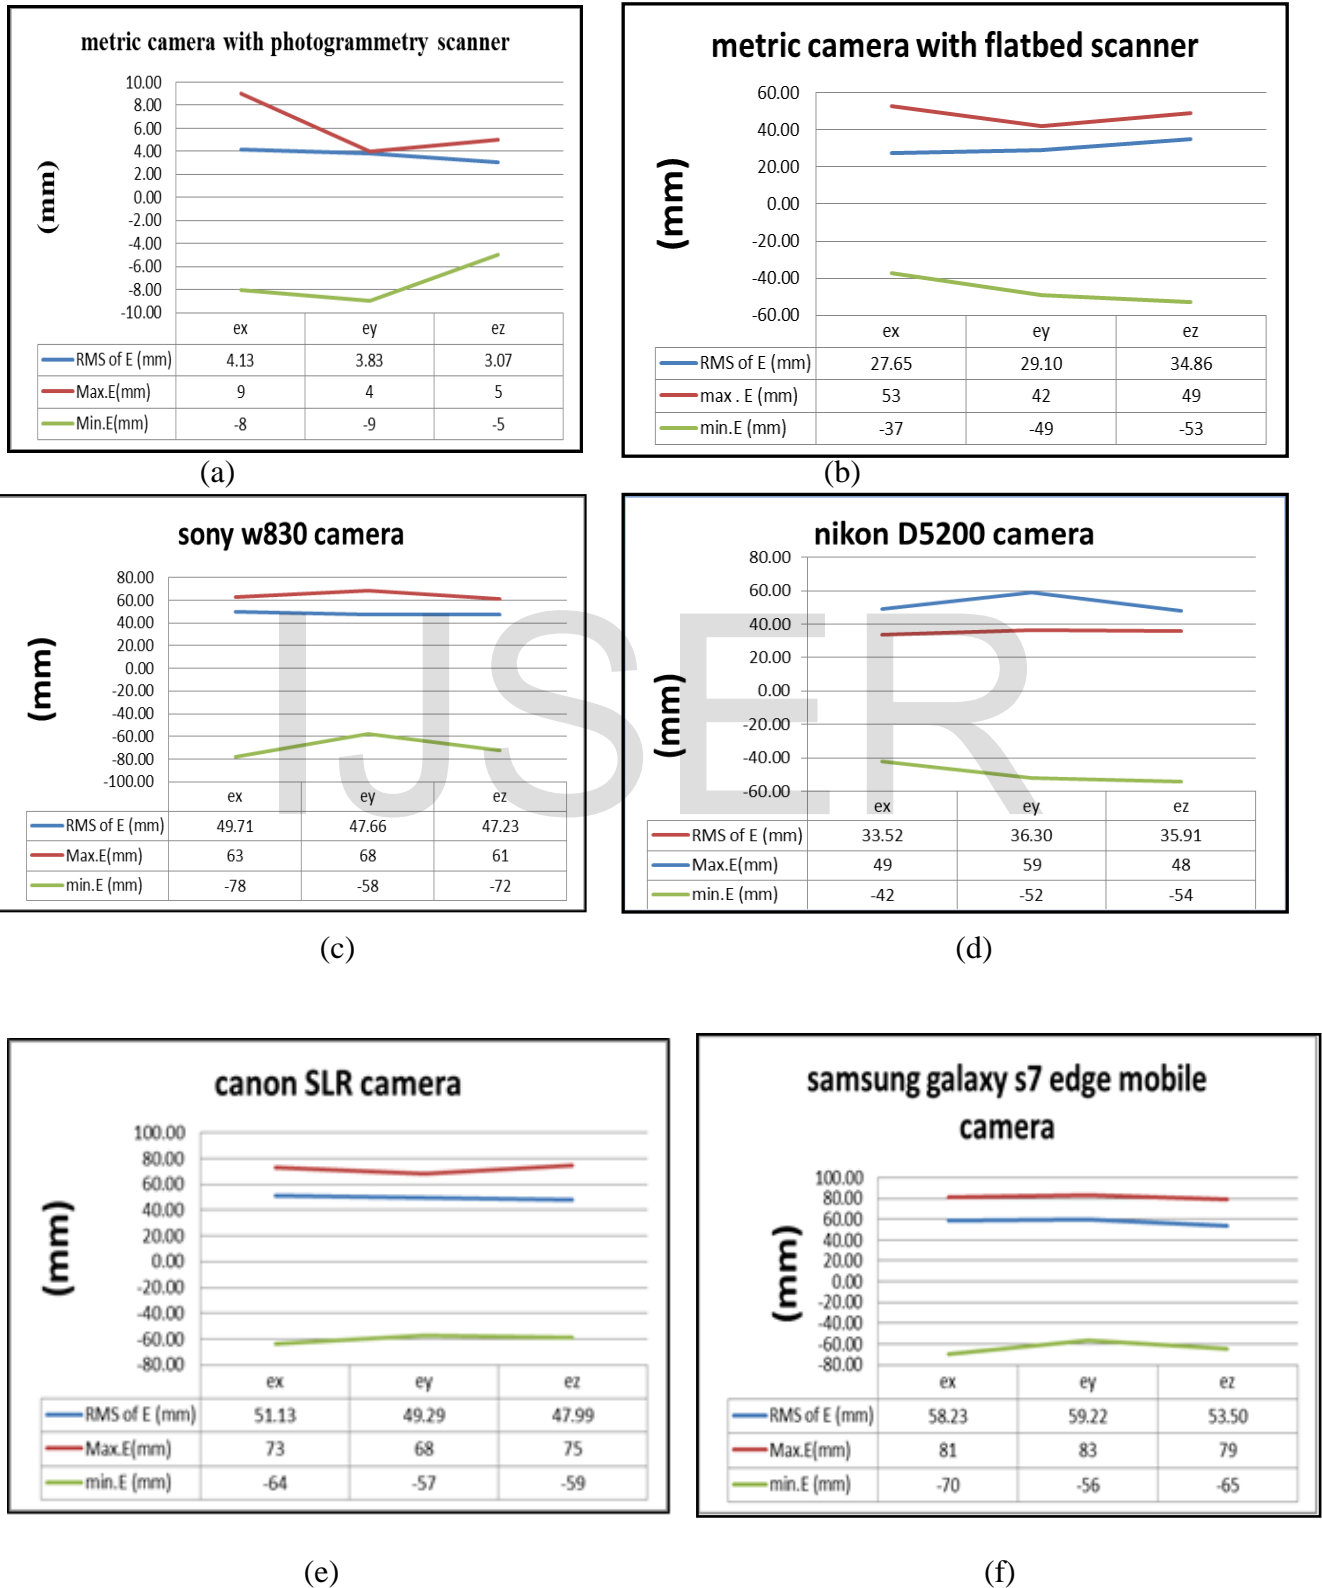 metric camera with photogrammetry scanner
(mm)
10.00
8.00
6.00
4.00
2.00
0.00
-2.00
-4.00
-6.00
-8.00
-10.00
ex ey ez
RMS of E (mm) 4.13 3.83 3.07
Max.E(mm) 9 4 5
Min.E(mm) -8 -9 -5
(a)
metric camera with flatbed scanner
(mm)
60.00
40.00
20.00
0.00
-20.00
-40.00
-60.00
ex ey ez
RMS of E (mm) 27.65 29.10 34.86
max . E (mm) 53 42 49
min.E (mm) -37 -49 -53
(b)
sony w830 camera
(mm)
80.00
60.00
40.00
20.00
0.00
-20.00
-40.00
-60.00
-80.00
-100.00
ex ey ez
RMS of E (mm) 49.71 47.66 47.23
Max.E(mm) 63 68 61
min.E (mm) -78 -58 -72
(c)
nikon D5200 camera
(mm)
80.00
60.00
40.00
20.00
0.00
-20.00
-40.00
-60.00
ex ey ez
RMS of E (mm) 33.52 36.30 35.91
Max.E(mm) 49 59 48
min.E (mm) -42 -52 -54
(d)
IJSER
canon SLR camera
(mm)
100.00
80.00
60.00
40.00
20.00
0.00
-20.00
-40.00
-60.00
-80.00
ex ey ez
RMS of E (mm) 51.13 49.29 47.99
Max.E(mm) 73 68 75
min.E (mm) -64 -57 -59
(e)
samsung galaxy s7 edge mobile
camera
(mm)
100.00
80.00
60.00
40.00
20.00
0.00
-20.00
-40.00
-60.00
-80.00
ex ey ez
RMS of E (mm) 58.23 59.22 53.50
Max.E(mm) 81 83 79
min.E (mm) -70 -56 -65
(f)